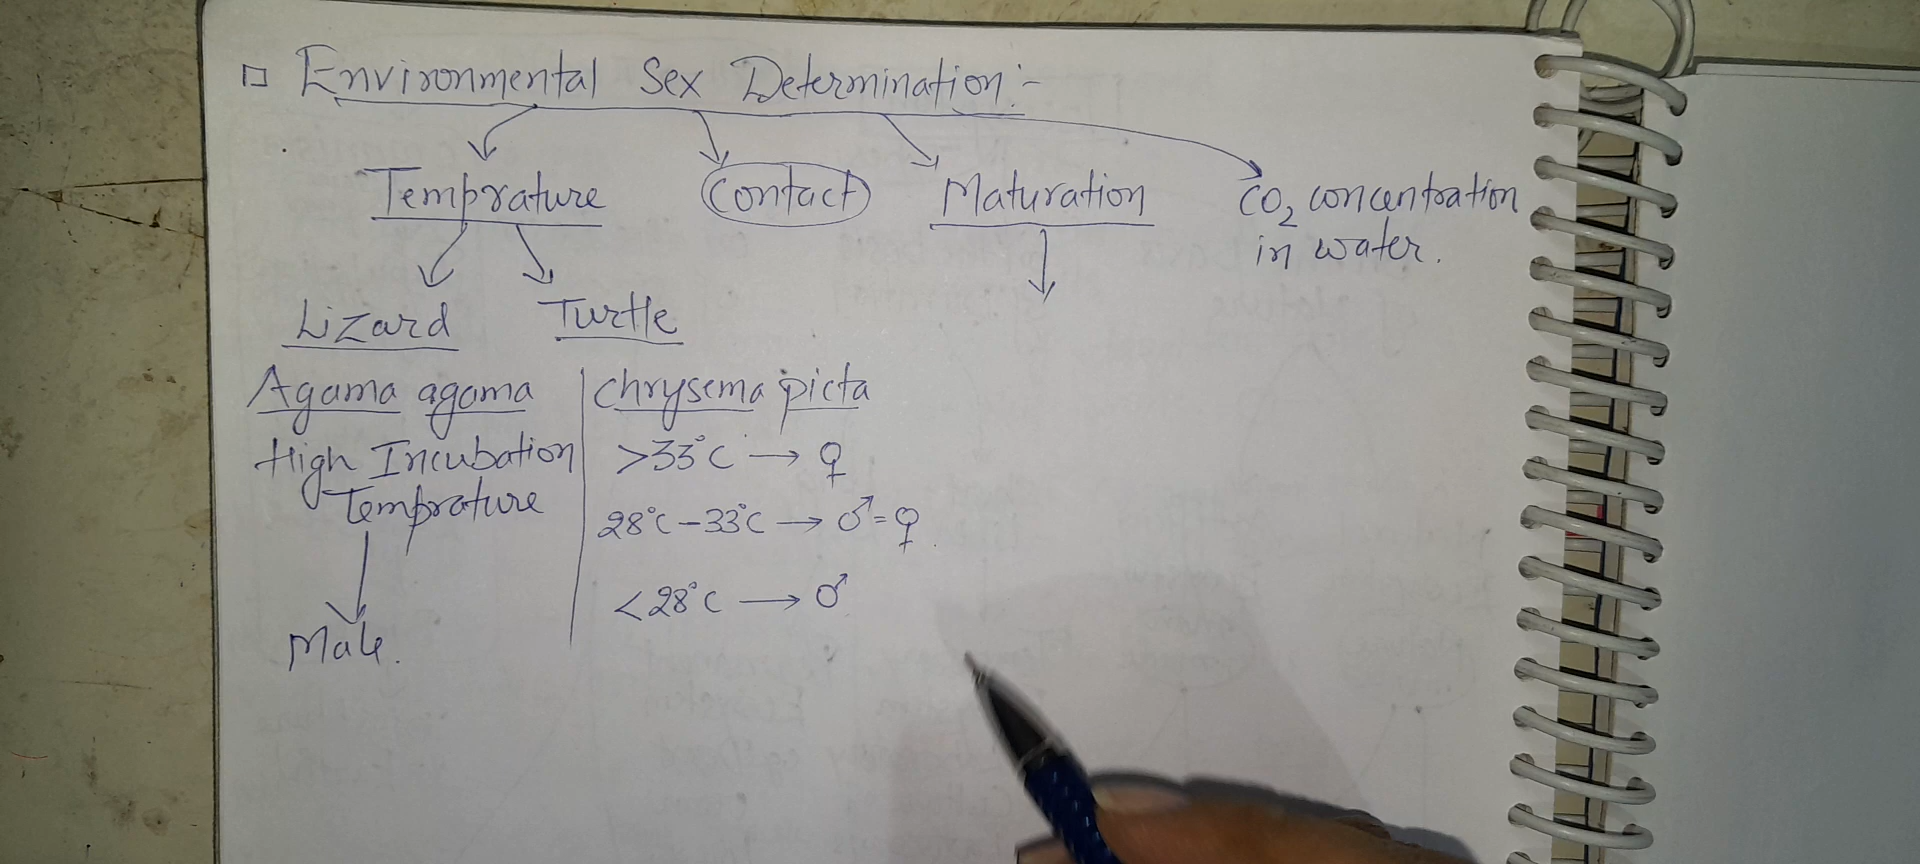 Environmental Sex Determination :-
Temprature Contact Maturation CO2 concentration
in water.
Lizard Turtle
Agama agama Chrysema picta
High Incubation >33°C → ♀
Temprature 28°C - 33°C → ♂ = ♀
<28°C → ♂
Male.